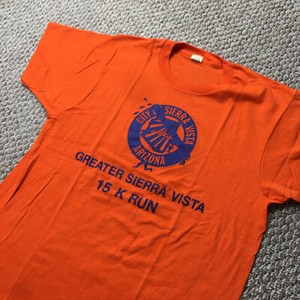 CITY OF SIERRA VISTA
ARIZONA
GREATER SIERRA VISTA
15 K RUN